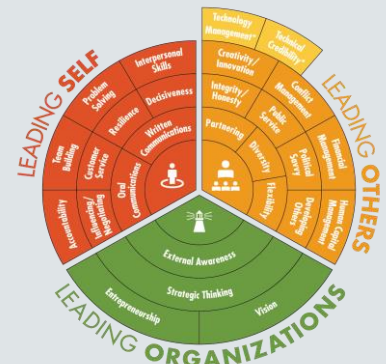 LEADING SELF
Interpersonal
Skills
Problem
Solving
Team
Building
Accountability
Decisiveness
Resilience
Customer
Service
Influencing/
Negotiating
Written
Communications
Oral
Communications
LEADING OTHERS
Technology
Management*
Technical
Credibility*
Creativity/
Innovation
Conflict
Management
Financial
Management
Human Capital
Management
Integrity/
Honesty
Public
Service
Political
Savvy
Developing
Others
Partnering
Diversity
Flexibility
LEADING ORGANIZATIONS
External Awareness
Strategic Thinking
Entrepreneurship
Vision